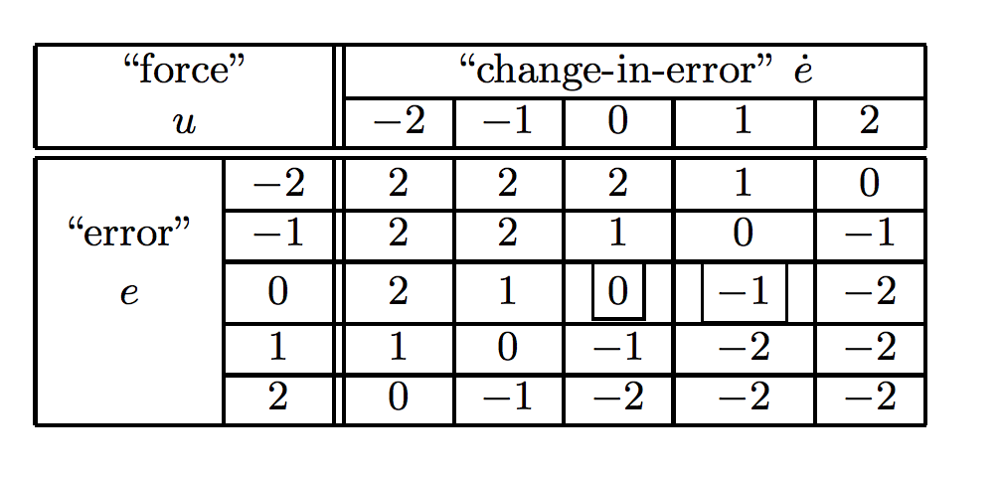 “force” “change-in-error” ė
u −2 −1 0 1 2
−2 2 2 2 1 0
“error” −1 2 2 1 0 −1
e 0 2 1 0 −1 −2
1 1 0 −1 −2 −2
2 0 −1 −2 −2 −2